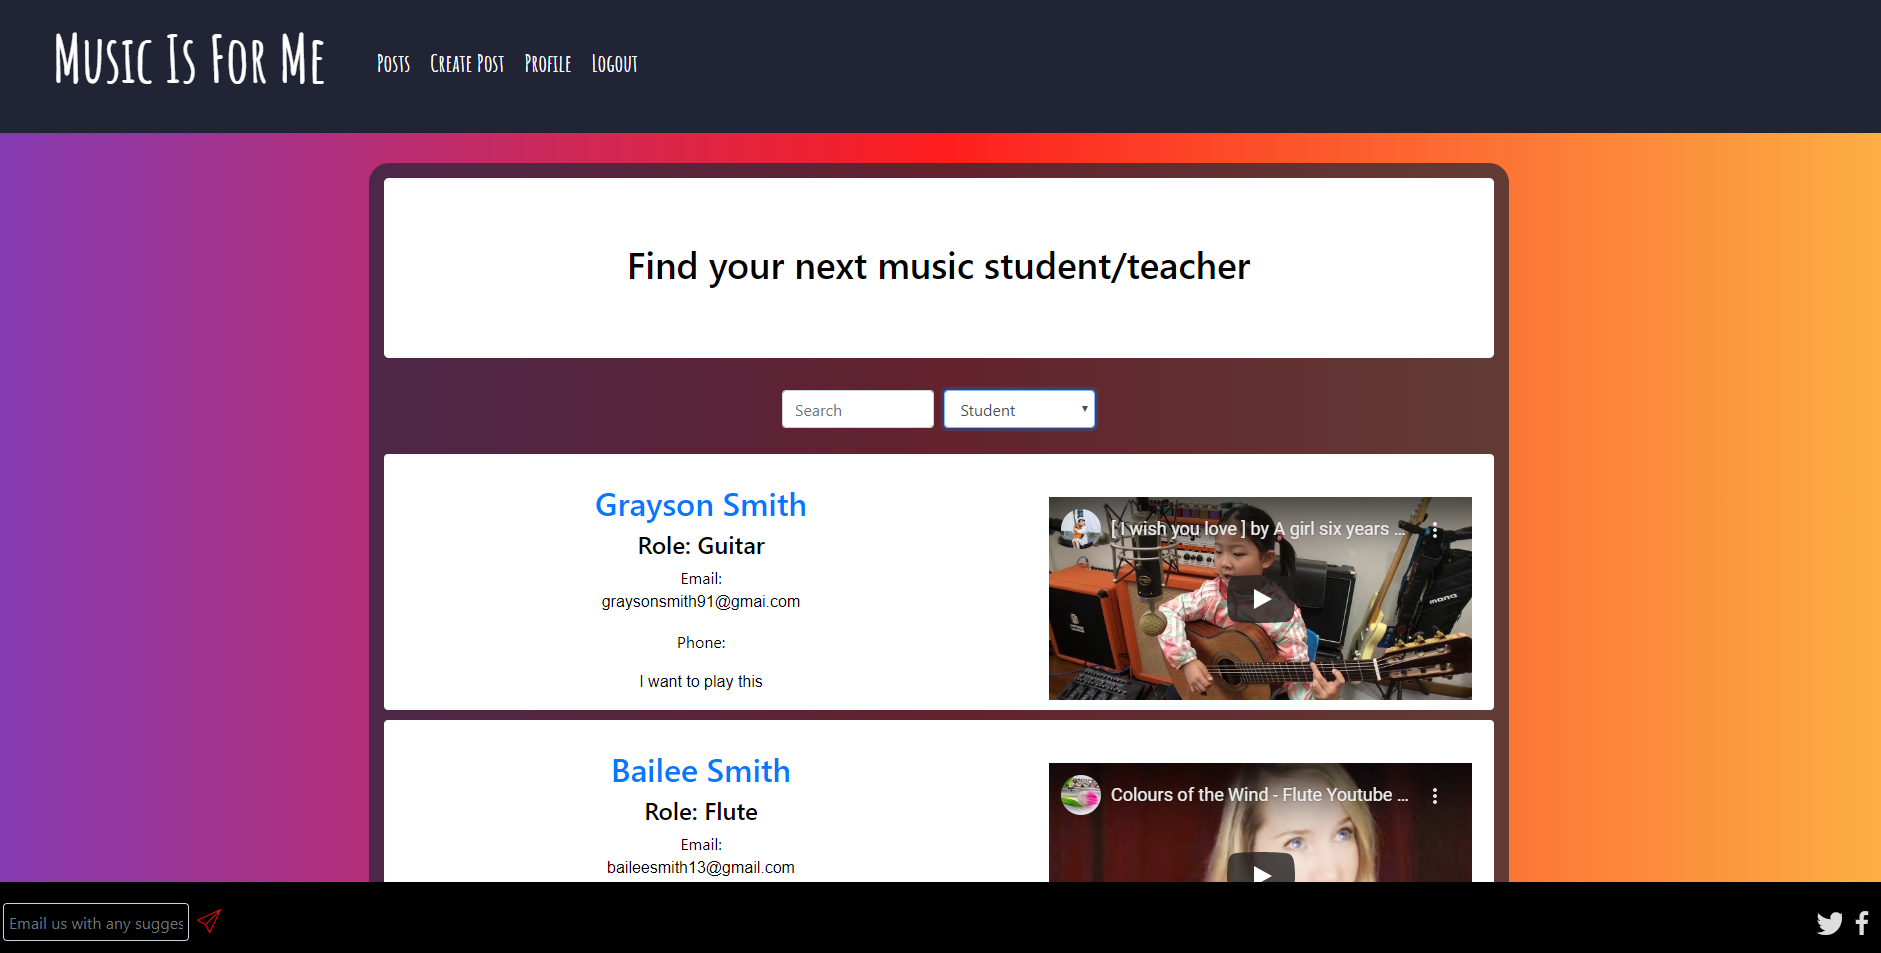 Music Is For Me
Posts Create Post Profile Logout
Find your next music student/teacher
Search Student
Grayson Smith
Role: Guitar
Email:
graysonsmith91@gmai.com
Phone:
I want to play this
[ I wish you love ] by A girl six years ...
Bailee Smith
Role: Flute
Email:
baileesmith13@gmail.com
Colours of the Wind - Flute Youtube ...
Email us with any sugges